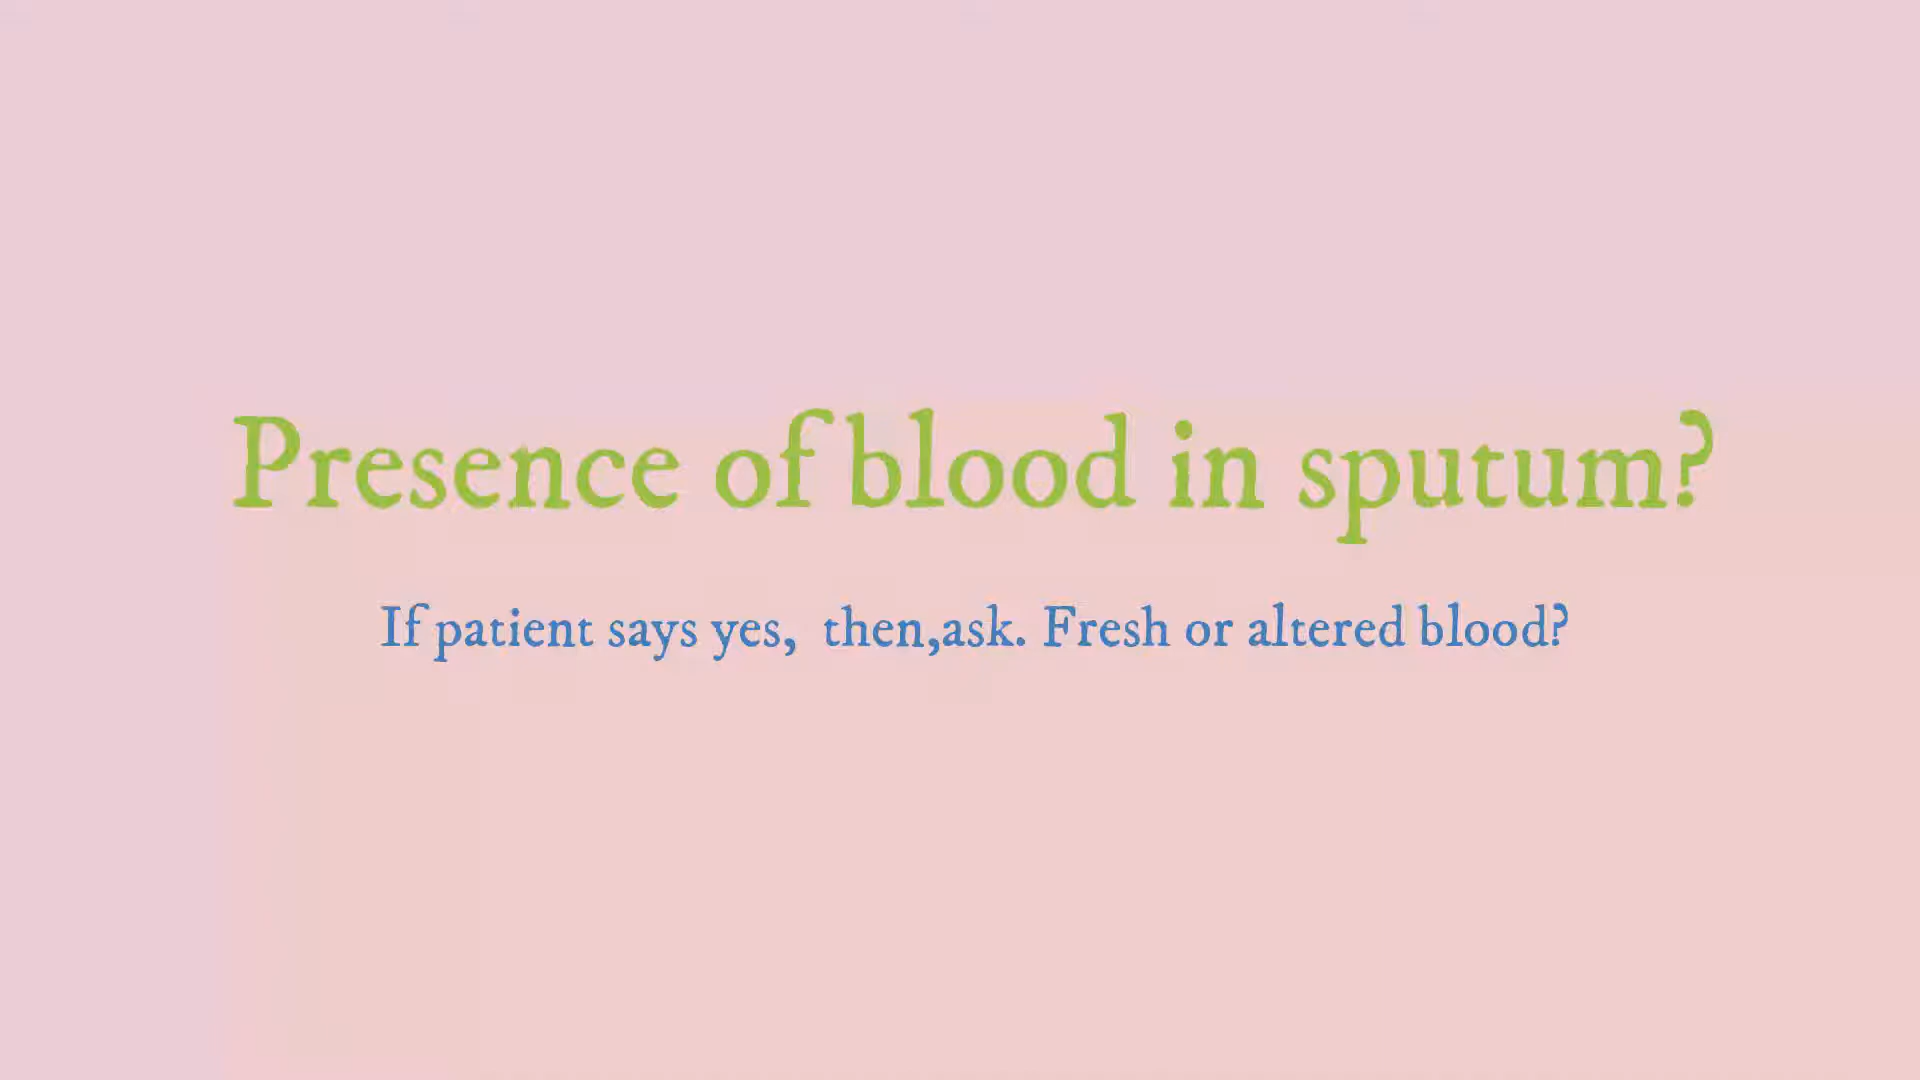 Presence of blood in sputum?
If patient says yes,  then,ask. Fresh or altered blood?